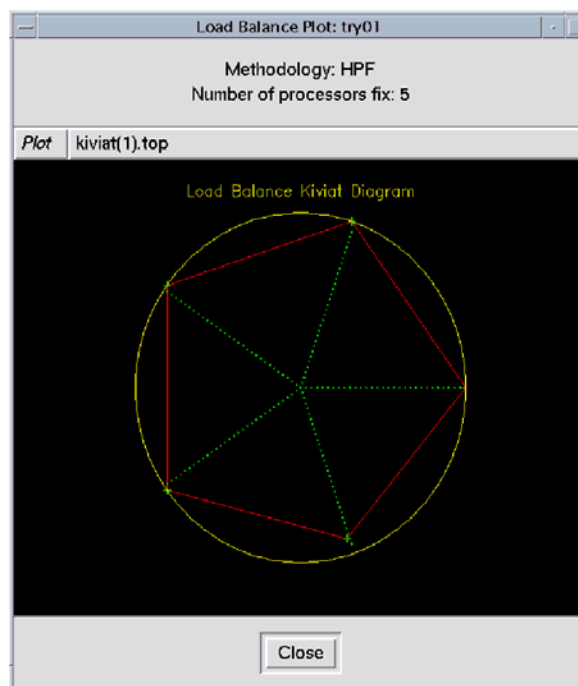 Load Balance Plot: try01
Methodology: HPF
Number of processors fix: 5
Plot kiviat(1).top
Load Balance Kiviat Diagram
Close